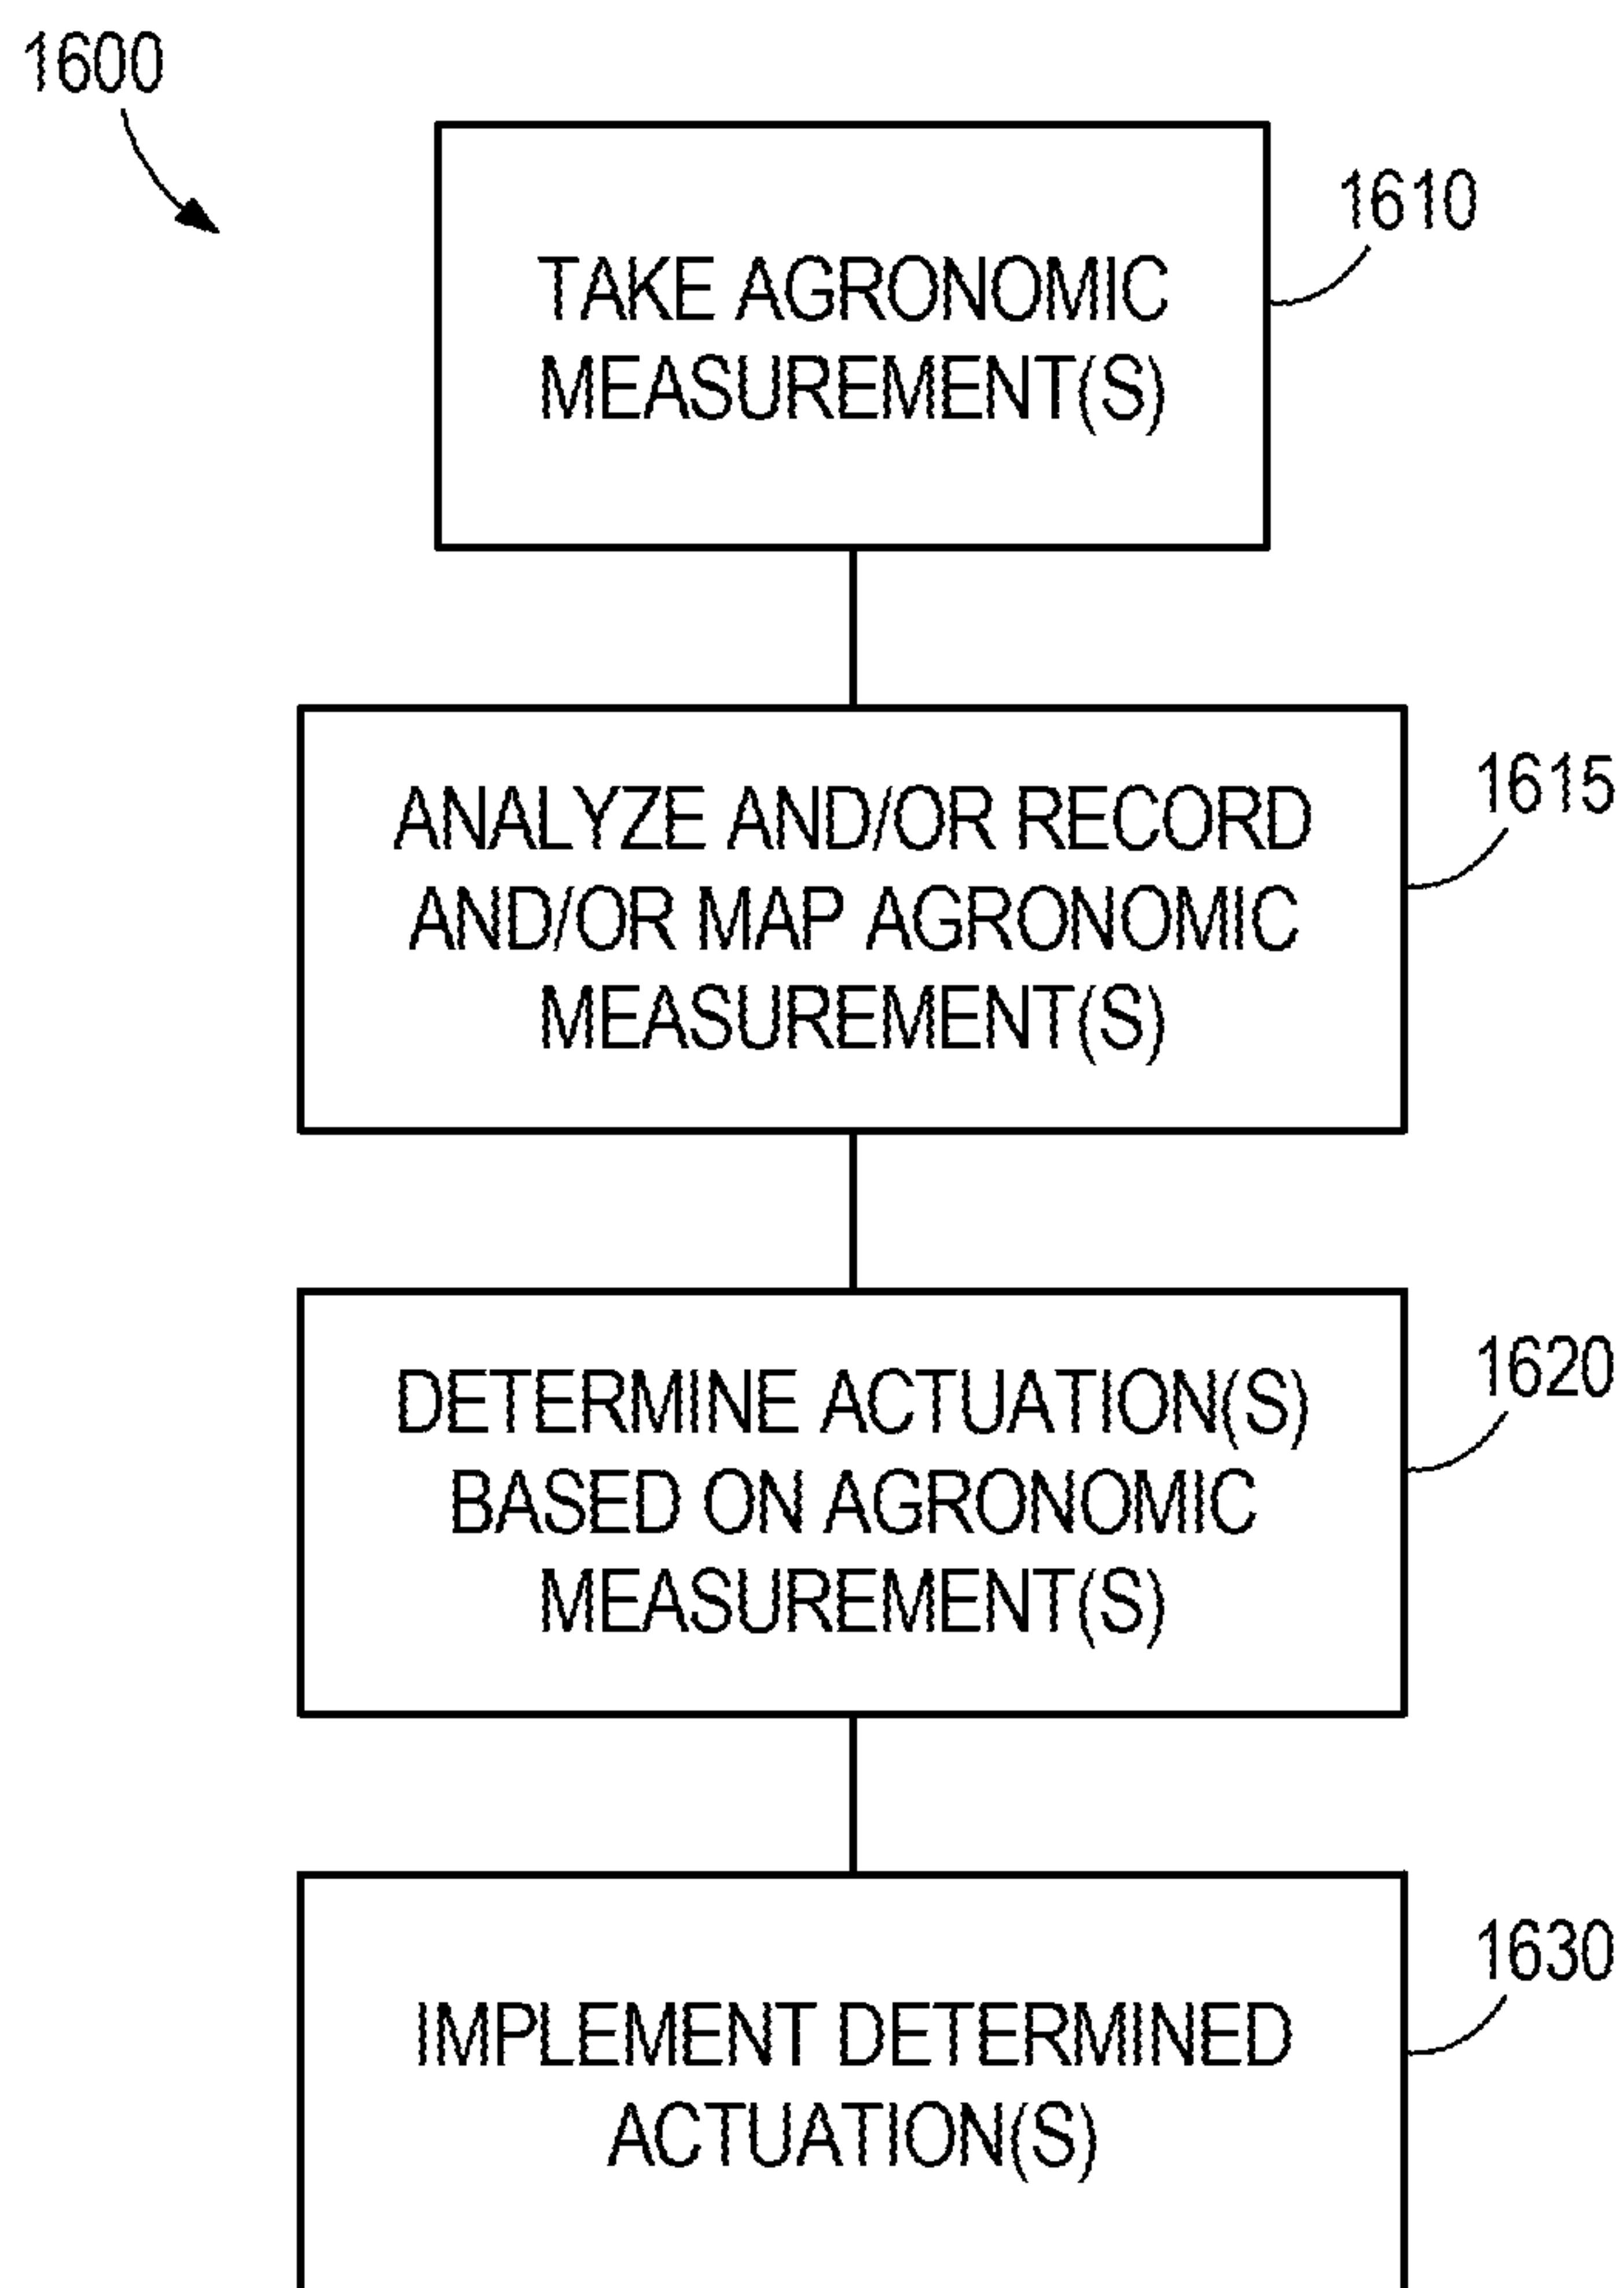 1600
1610
TAKE AGRONOMIC
MEASUREMENT(S)
1615
ANALYZE AND/OR RECORD
AND/OR MAP AGRONOMIC
MEASUREMENT(S)
1620
DETERMINE ACTUATION(S)
BASED ON AGRONOMIC
MEASUREMENT(S)
1630
IMPLEMENT DETERMINED
ACTUATION(S)